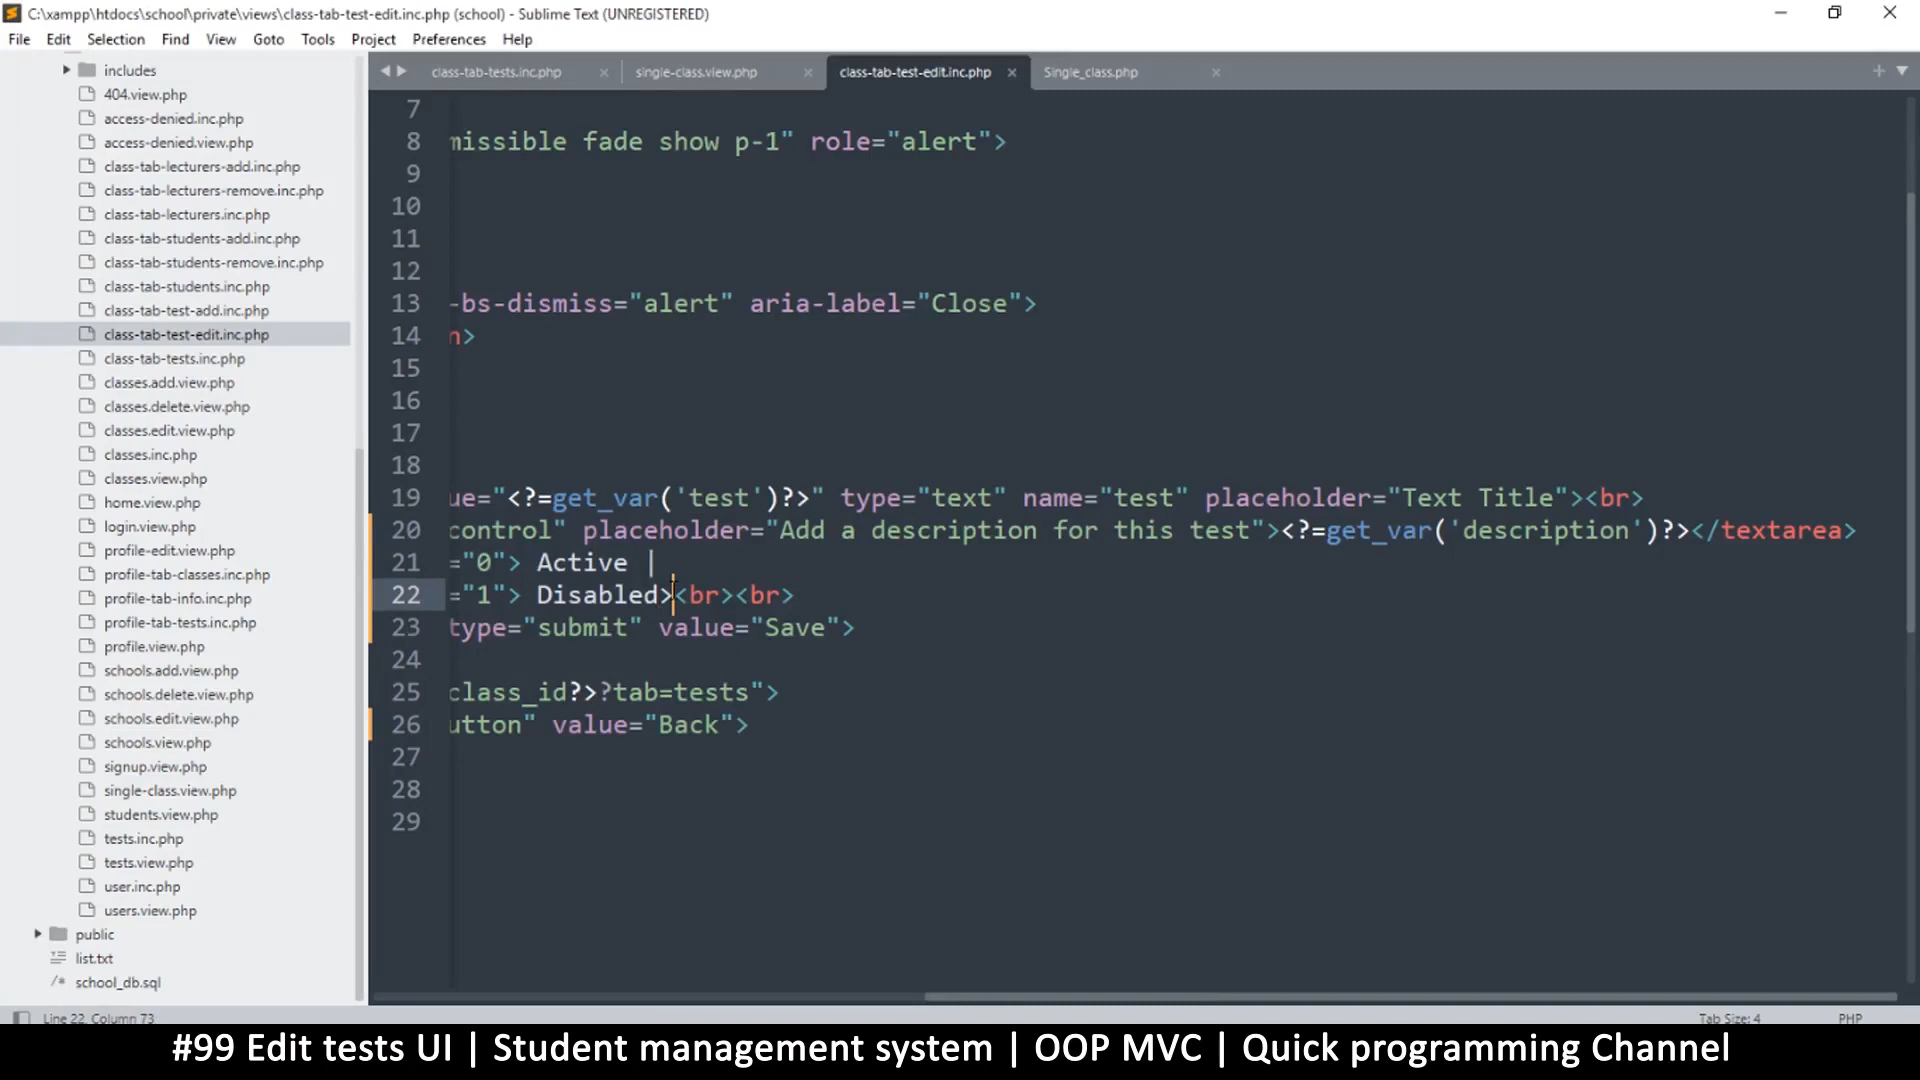 C:\xampp\htdocs\school\private\views\class-tab-test-edit.inc.php (school) - Sublime Text (UNREGISTERED)
File Edit Selection Find View Goto Tools Project Preferences Help
includes
404.view.php
access-denied.inc.php
access-denied.view.php
class-tab-lecturers-add.inc.php
class-tab-lecturers-remove.inc.php
class-tab-lecturers.inc.php
class-tab-students-add.inc.php
class-tab-students-remove.inc.php
class-tab-students.inc.php
class-tab-test-add.inc.php
class-tab-test-edit.inc.php
class-tab-tests.inc.php
classes.add.view.php
classes.delete.view.php
classes.edit.view.php
classes.inc.php
classes.view.php
home.view.php
login.view.php
profile-edit.view.php
profile-tab-classes.inc.php
profile-tab-info.inc.php
profile-tab-tests.inc.php
profile.view.php
schools.add.view.php
schools.delete.view.php
schools.edit.view.php
schools.view.php
signup.view.php
single-class.view.php
students.view.php
tests.inc.php
tests.view.php
user.inc.php
users.view.php
public
list.txt
school_db.sql
class-tab-tests.inc.php single-class.view.php class-tab-test-edit.inc.php Single_class.php
7
8 missible fade show p-1" role="alert">
9
10
11
12
13 -bs-dismiss="alert" aria-label="Close">
14 n>
15
16
17
18
19 ue="<?=get_var('test')?>" type="text" name="test" placeholder="Text Title"><br>
20 control" placeholder="Add a description for this test"><?=get_var('description')?></textarea>
21 ="0"> Active |
22 ="1"> Disabled><br><br>
23 type="submit" value="Save">
24
25 class_id?>?tab=tests">
26 utton" value="Back">
27
28
29
Line 22, Column 73 Tab Size: 4 PHP
#99 Edit tests UI | Student management system | OOP MVC | Quick programming Channel